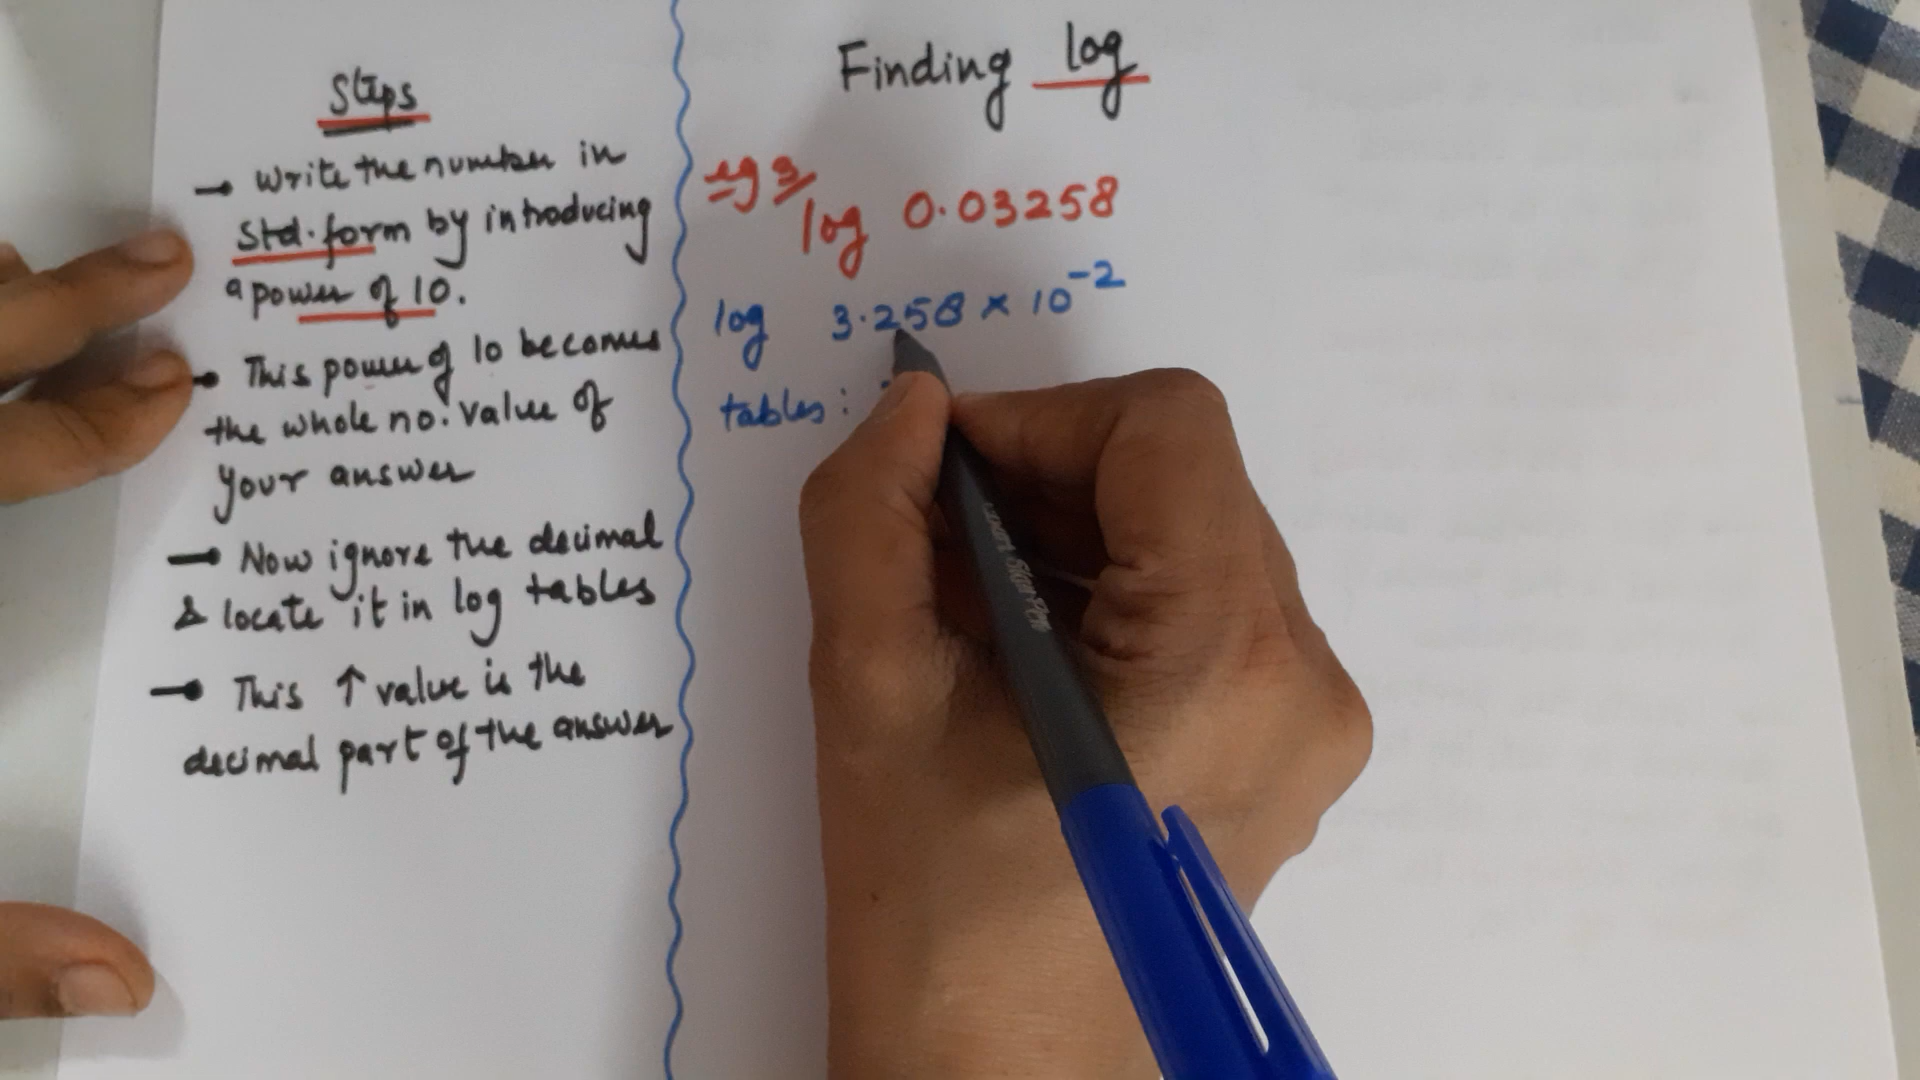 Steps
→ Write the number in
Std. form by introducing
a power of 10.
→ This power of 10 becomes
the whole no. value of
your answer
→ Now ignore the decimal
& locate it in log tables
→ This ↑ value is the
decimal part of the answer
Finding log
eg 3/
log 0.03258
log 3.258 × 10⁻²
tables :